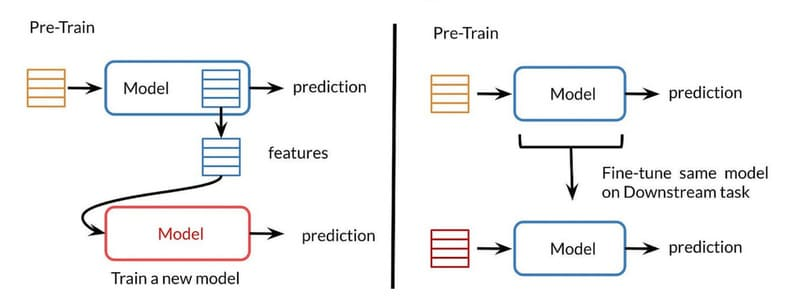 Pre-Train
Model
prediction
features
Model
prediction
Train a new model
Pre-Train
Model
prediction
Fine-tune same model
on Downstream task
Model
prediction